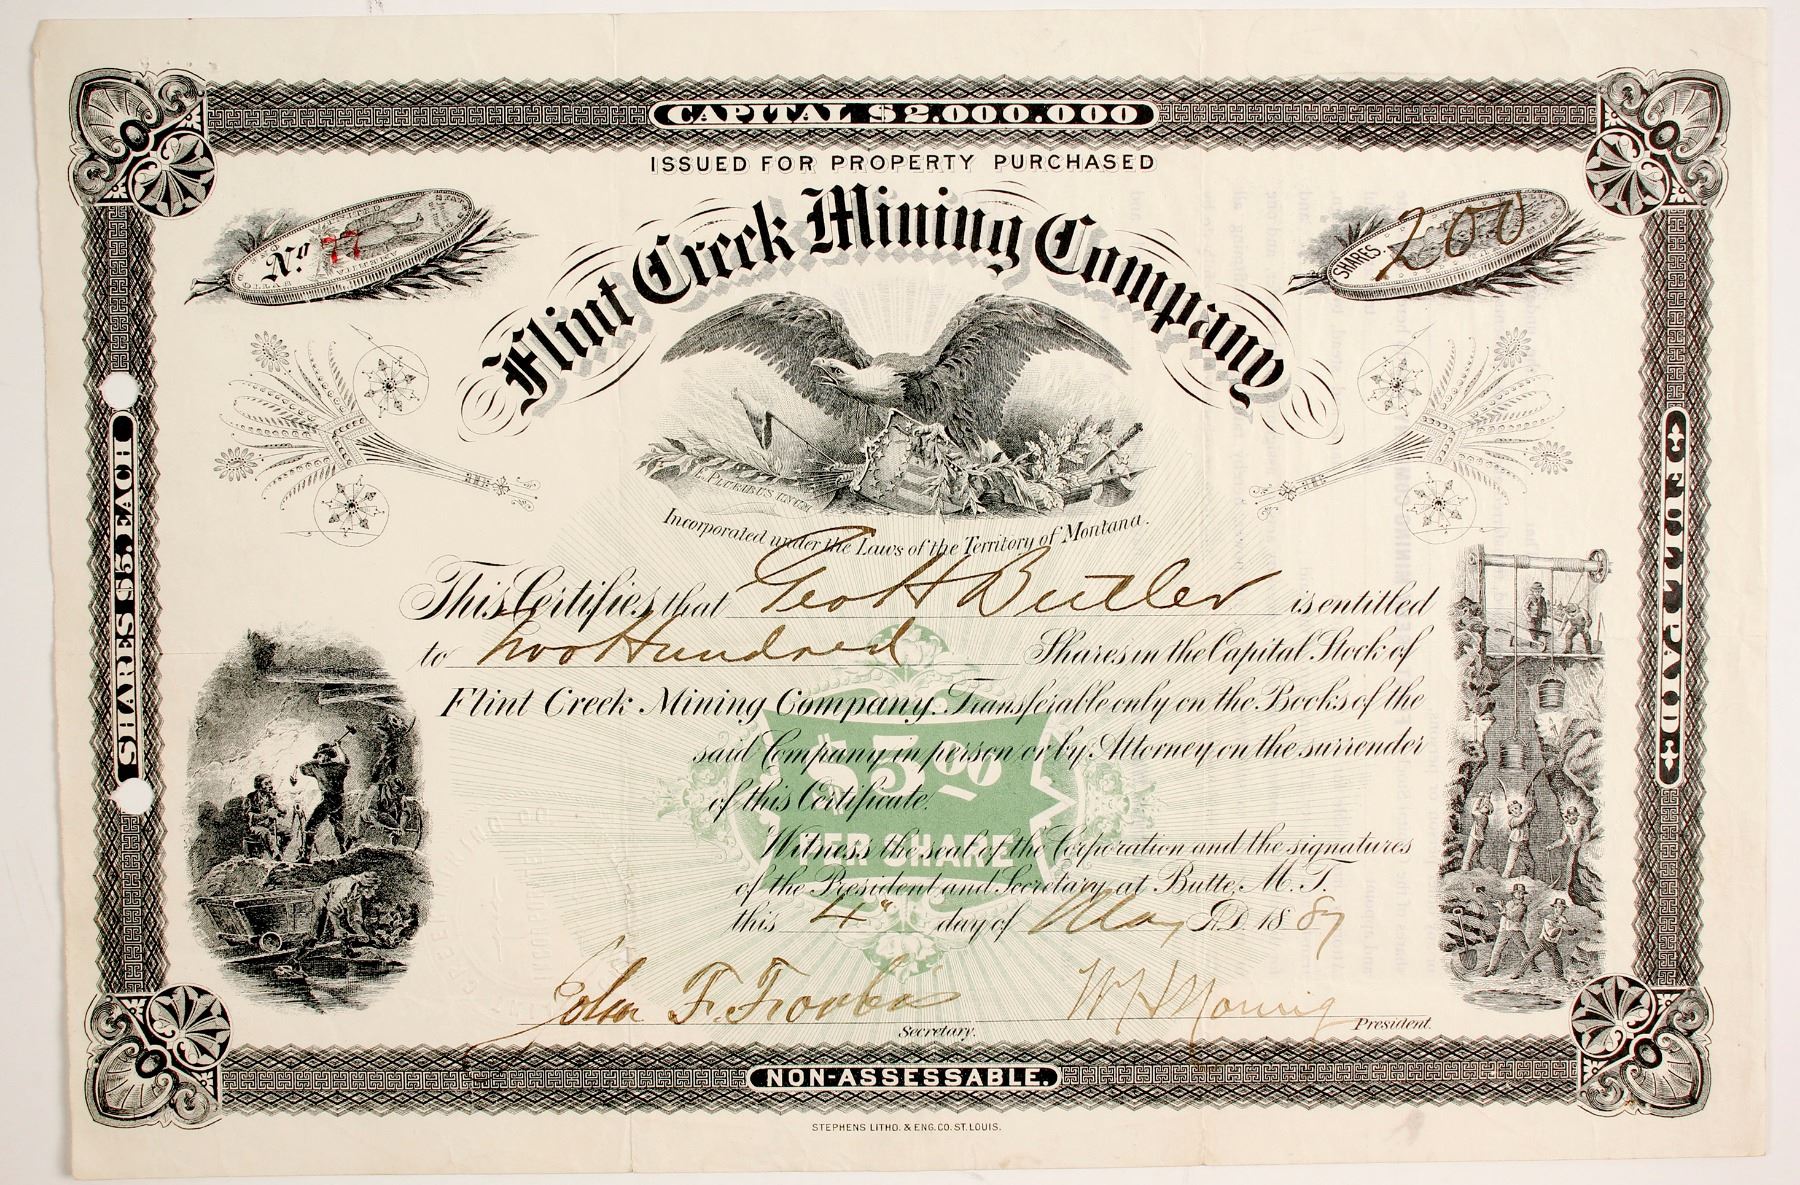 CAPITAL $2.000.000
ISSUED FOR PROPERTY PURCHASED
No. 77
SHARES 200
Flint Creek Mining Company
E. PLURIBUS UNUM
Incorporated under the Laws of the Territory of Montana.
SHARES $5. EACH
FULL PAID
This Certifies that Geo H Butler is entitled
to Two Hundred Shares in the Capital Stock of
Flint Creek Mining Company. Transferable only on the Books of the
said Company in person or by Attorney on the surrender
of this Certificate.
$5.00
PER SHARE
Witness the seal of the Corporation and the signatures
of the President and Secretary, at Butte, M. T.
this 4" day of May A.D. 1887
John F. Forbes
Secretary.
W H
President.
NON-ASSESSABLE.
STEPHENS LITHO. & ENG. CO. ST. LOUIS.